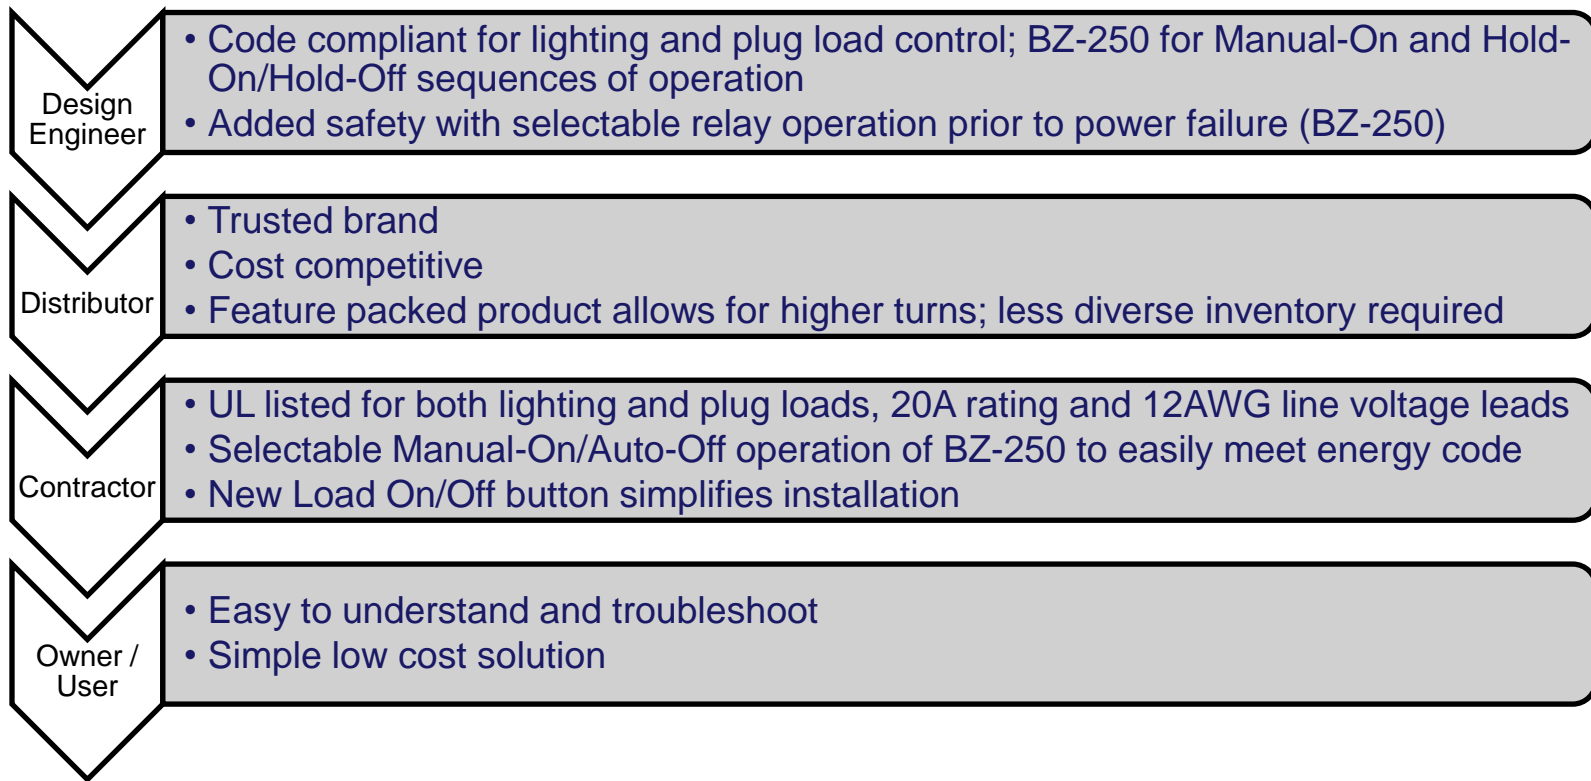 Design
Engineer
• Code compliant for lighting and plug load control; BZ-250 for Manual-On and Hold-
On/Hold-Off sequences of operation
• Added safety with selectable relay operation prior to power failure (BZ-250)
Distributor
• Trusted brand
• Cost competitive
• Feature packed product allows for higher turns; less diverse inventory required
Contractor
• UL listed for both lighting and plug loads, 20A rating and 12AWG line voltage leads
• Selectable Manual-On/Auto-Off operation of BZ-250 to easily meet energy code
• New Load On/Off button simplifies installation
Owner /
User
• Easy to understand and troubleshoot
• Simple low cost solution